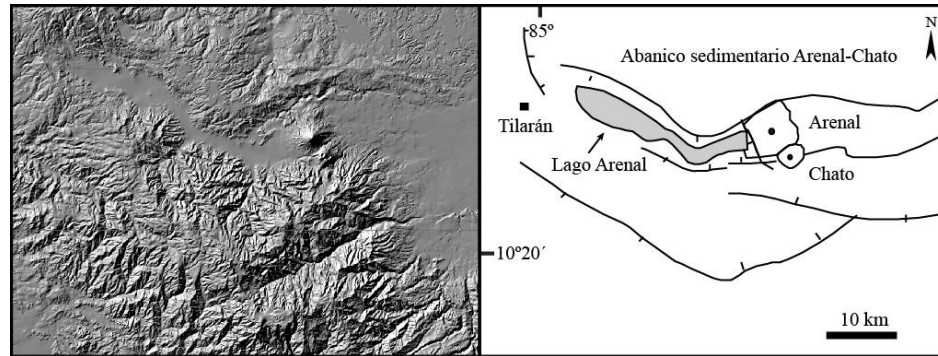 85º
N
Abanico sedimentario Arenal-Chato
Tilarán
Arenal
Lago Arenal
Chato
10º20´
10 km